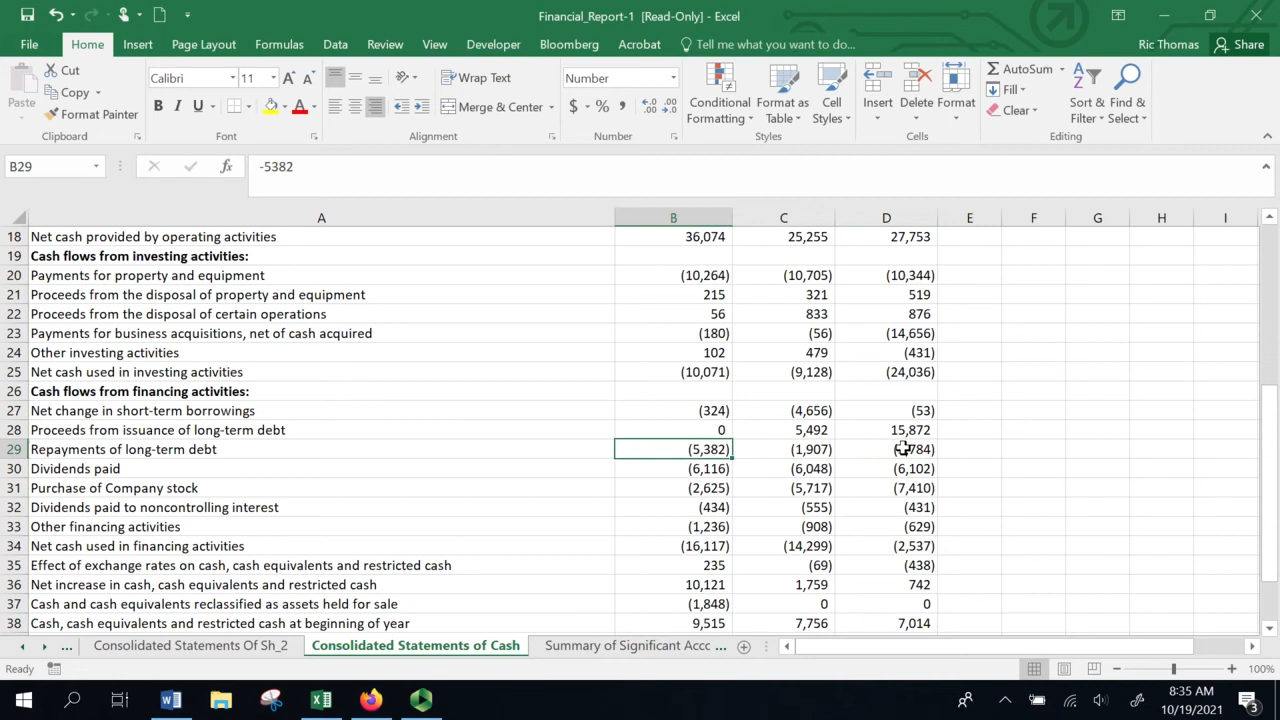 Financial_Report-1 [Read-Only] - Excel
File Home Insert Page Layout Formulas Data Review View Developer Bloomberg Acrobat Tell me what you want to do... Ric Thomas Share
Paste
Cut
Copy
Format Painter
Clipboard
Calibri 11
B I U
Font
Wrap Text
Merge & Center
Alignment
Number
$ % ,
Number
Conditional Formatting
Format as Table
Cell Styles
Styles
Insert Delete Format
Cells
AutoSum
Fill
Clear
Sort & Filter
Find & Select
Editing
B29 fx -5382
A B C D E F G H I
18 Net cash provided by operating activities 36,074 25,255 27,753
19 Cash flows from investing activities:
20 Payments for property and equipment (10,264) (10,705) (10,344)
21 Proceeds from the disposal of property and equipment 215 321 519
22 Proceeds from the disposal of certain operations 56 833 876
23 Payments for business acquisitions, net of cash acquired (180) (56) (14,656)
24 Other investing activities 102 479 (431)
25 Net cash used in investing activities (10,071) (9,128) (24,036)
26 Cash flows from financing activities:
27 Net change in short-term borrowings (324) (4,656) (53)
28 Proceeds from issuance of long-term debt 0 5,492 15,872
29 Repayments of long-term debt (5,382) (1,907)
30 Dividends paid (6,116) (6,048) (6,102)
31 Purchase of Company stock (2,625) (5,717) (7,410)
32 Dividends paid to noncontrolling interest (434) (555) (431)
33 Other financing activities (1,236) (908) (629)
34 Net cash used in financing activities (16,117) (14,299) (2,537)
35 Effect of exchange rates on cash, cash equivalents and restricted cash 235 (69) (438)
36 Net increase in cash, cash equivalents and restricted cash 10,121 1,759 742
37 Cash and cash equivalents reclassified as assets held for sale (1,848) 0 0
38 Cash, cash equivalents and restricted cash at beginning of year 9,515 7,756 7,014
... Consolidated Statements Of Sh_2 Consolidated Statements of Cash Summary of Significant Accc ...
Ready 100%
8:35 AM
10/19/2021
3